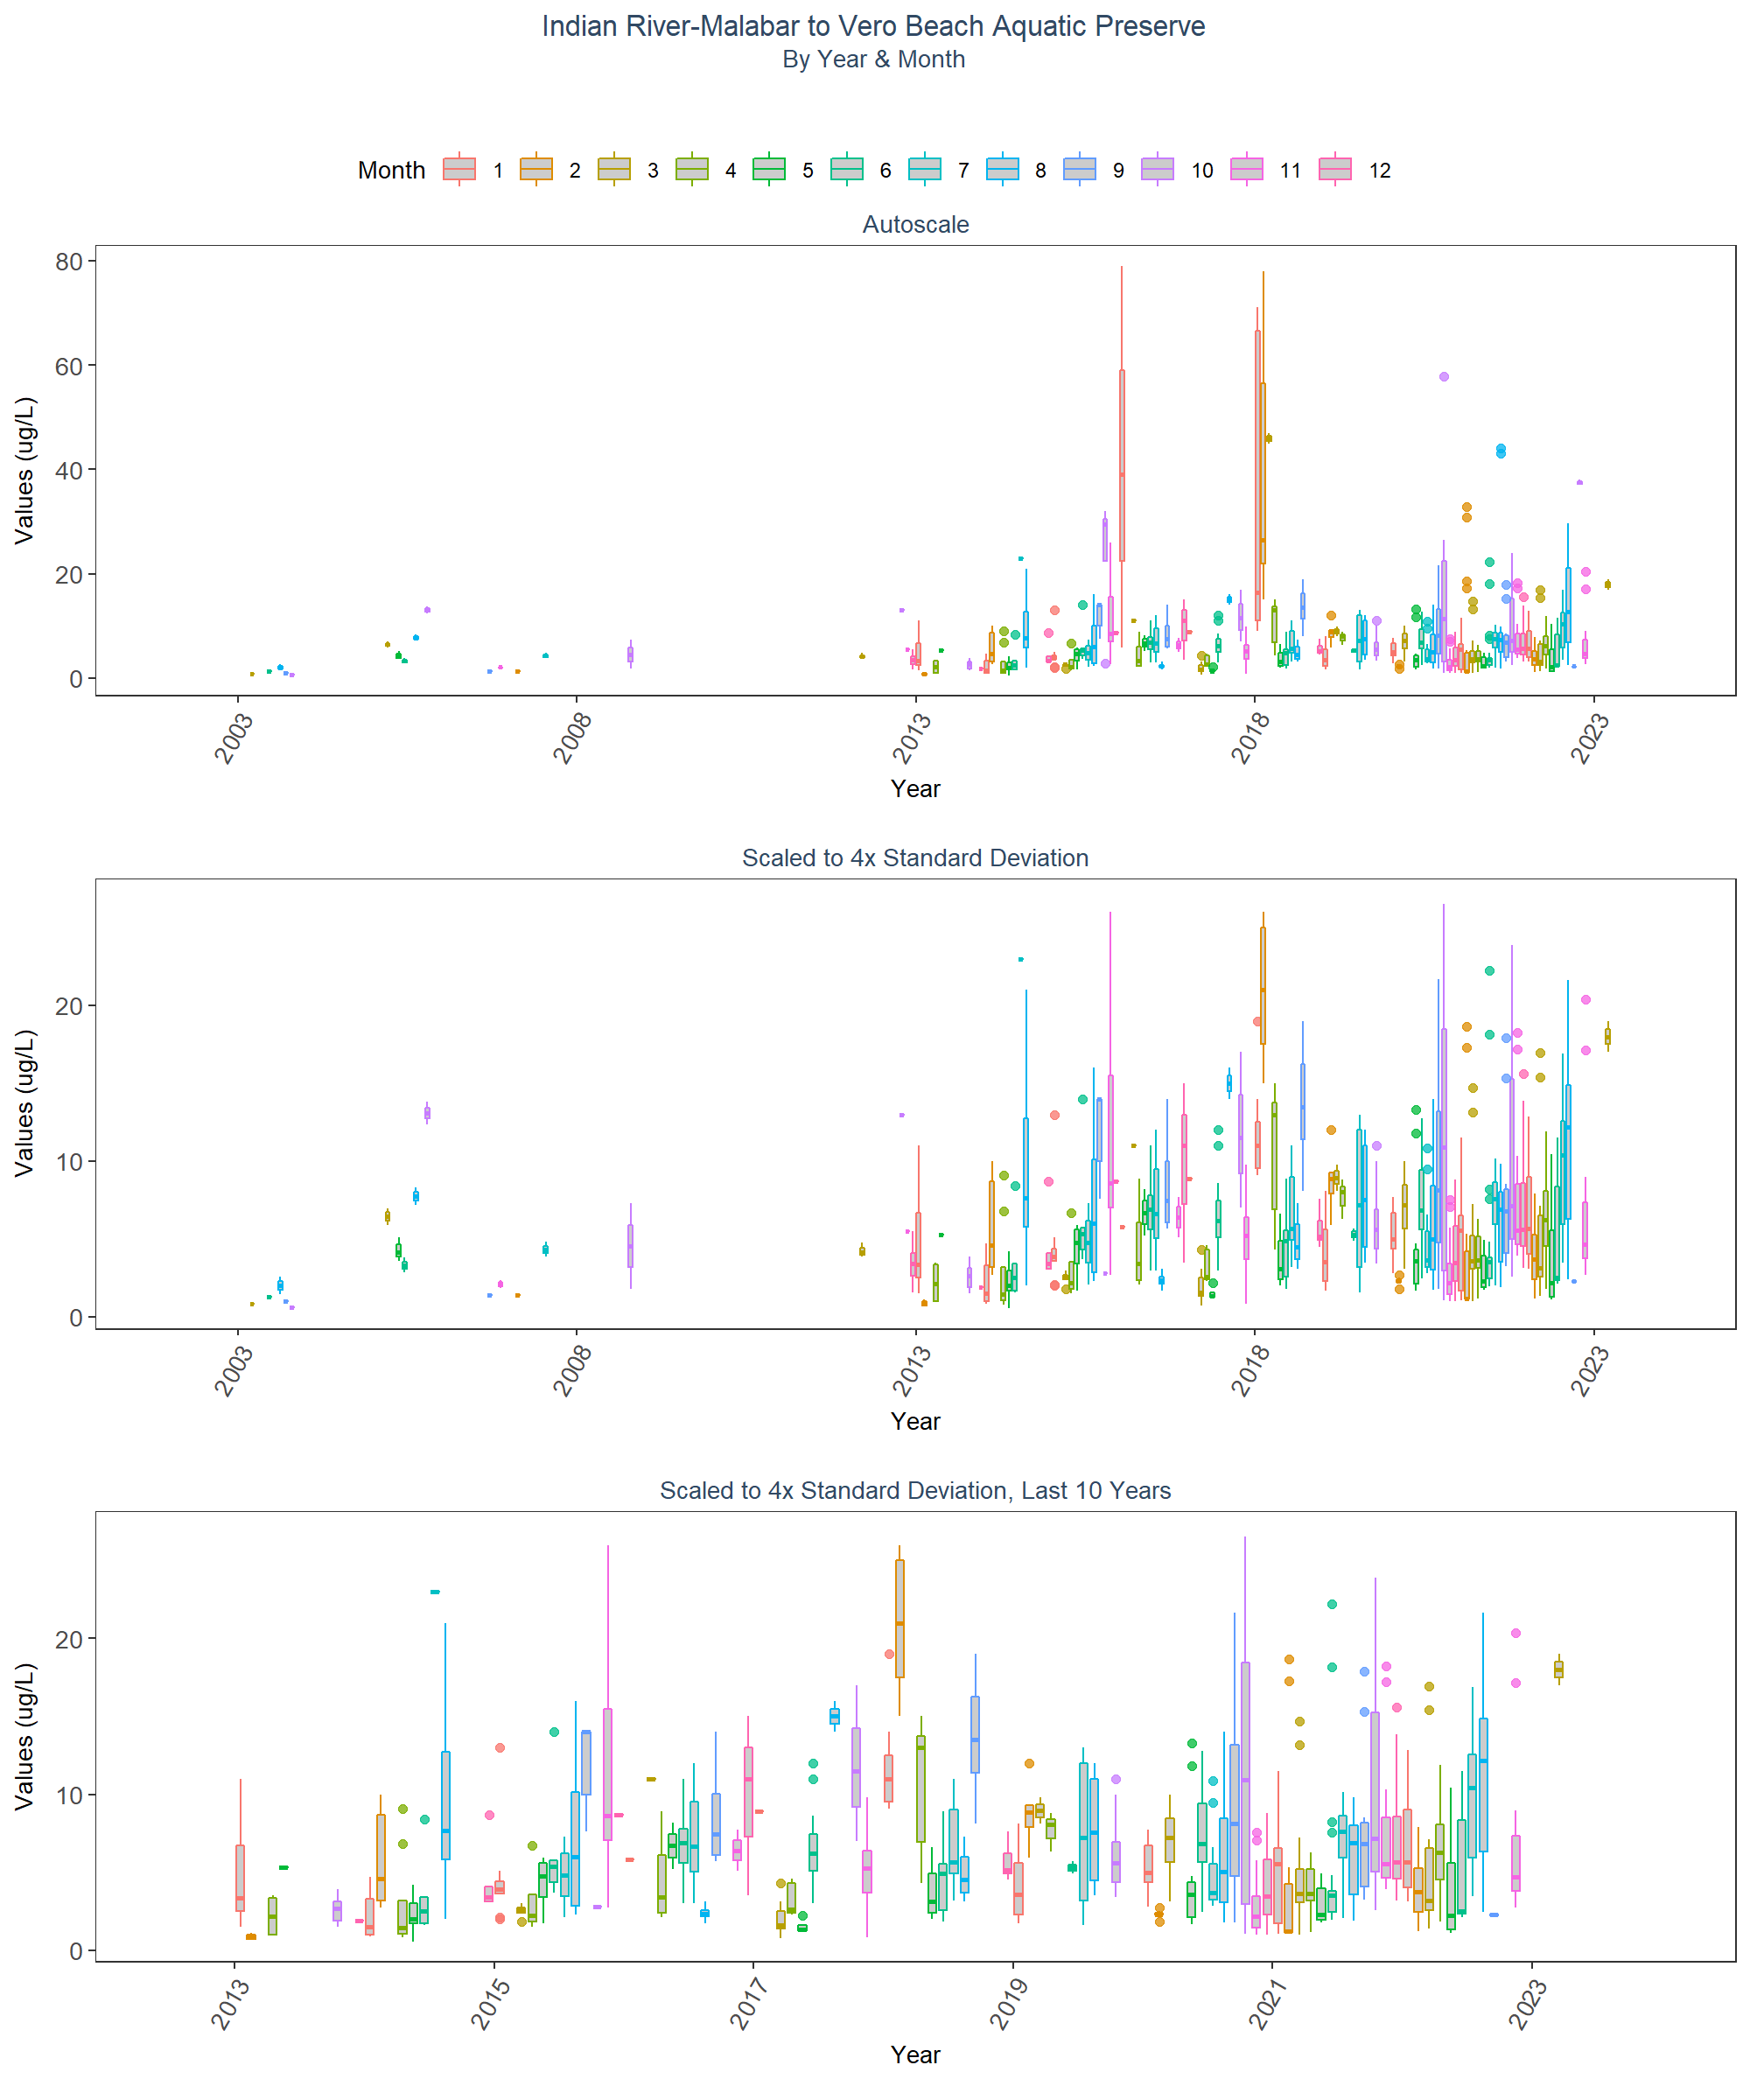 Indian River-Malabar to Vero Beach Aquatic Preserve
By Year & Month
Month 1 2 3 4 5 6 7 8 9 10 11 12
Autoscale
80
60
40
20
0
Values (ug/L)
2003 2008 2013 2018 2023
Year
Scaled to 4x Standard Deviation
20
10
0
Values (ug/L)
2003 2008 2013 2018 2023
Year
Scaled to 4x Standard Deviation, Last 10 Years
20
10
0
Values (ug/L)
2013 2015 2017 2019 2021 2023
Year